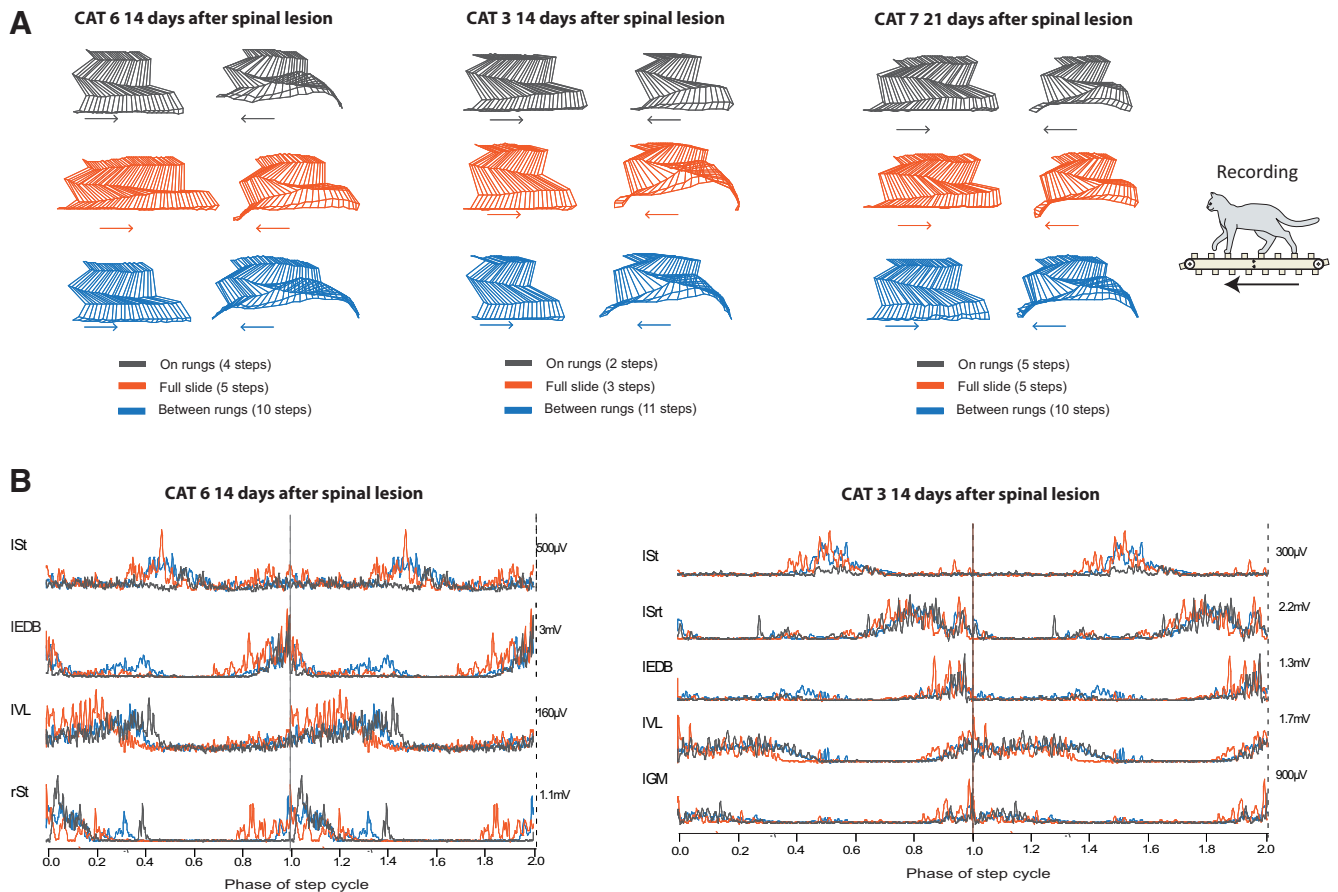 A
CAT 6 14 days after spinal lesion
CAT 3 14 days after spinal lesion
CAT 7 21 days after spinal lesion
Recording
On rungs (4 steps)
Full slide (5 steps)
Between rungs (10 steps)
On rungs (2 steps)
Full slide (3 steps)
Between rungs (11 steps)
On rungs (5 steps)
Full slide (5 steps)
Between rungs (10 steps)
B
CAT 6 14 days after spinal lesion
lSt
500µV
lEDB
3mV
lVL
160µV
rSt
1.1mV
0.0 0.2 0.4 0.6 0.8 1.0 1.2 1.4 1.6 1.8 2.0
Phase of step cycle
CAT 3 14 days after spinal lesion
lSt
300µV
lSrt
2.2mV
lEDB
1.3mV
lVL
1.7mV
lGM
900µV
0.0 0.2 0.4 0.6 0.8 1.0 1.2 1.4 1.6 1.8 2.0
Phase of step cycle